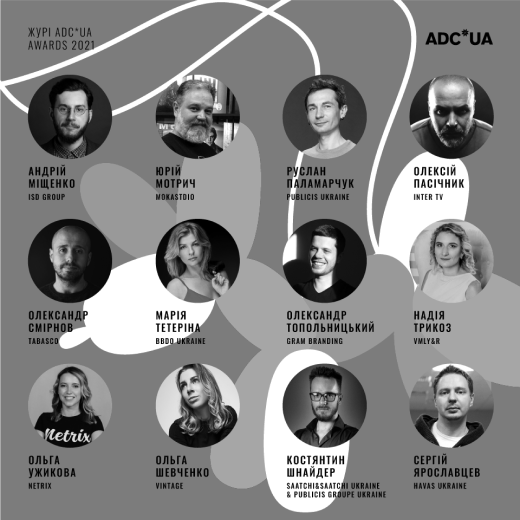 ЖУРІ ADC*UA
AWARDS 2021
ADC*UA
АНДРІЙ
МІЩЕНКО
ISD GROUP
ЮРІЙ
МОТРИЧ
MOKASTDIO
РУСЛАН
ПАЛАМАРЧУК
PUBLICIS UKRAINE
ОЛЕКСІЙ
ПАСІЧНИК
INTER TV
ОЛЕКСАНДР
СМІРНОВ
TABASCO
МАРІЯ
ТЕТЕРІНА
BBDO UKRAINE
ОЛЕКСАНДР
ТОПОЛЬНИЦЬКИЙ
GRAM BRANDING
НАДІЯ
ТРИКОЗ
VMLY&R
Netrix
ОЛЬГА
УЖИКОВА
NETRIX
ОЛЬГА
ШЕВЧЕНКО
VINTAGE
КОСТЯНТИН
ШНАЙДЕР
SAATCHI&SAATCHI UKRAINE
& PUBLICIS GROUPE UKRAINE
СЕРГІЙ
ЯРОСЛАВЦЕВ
HAVAS UKRAINE